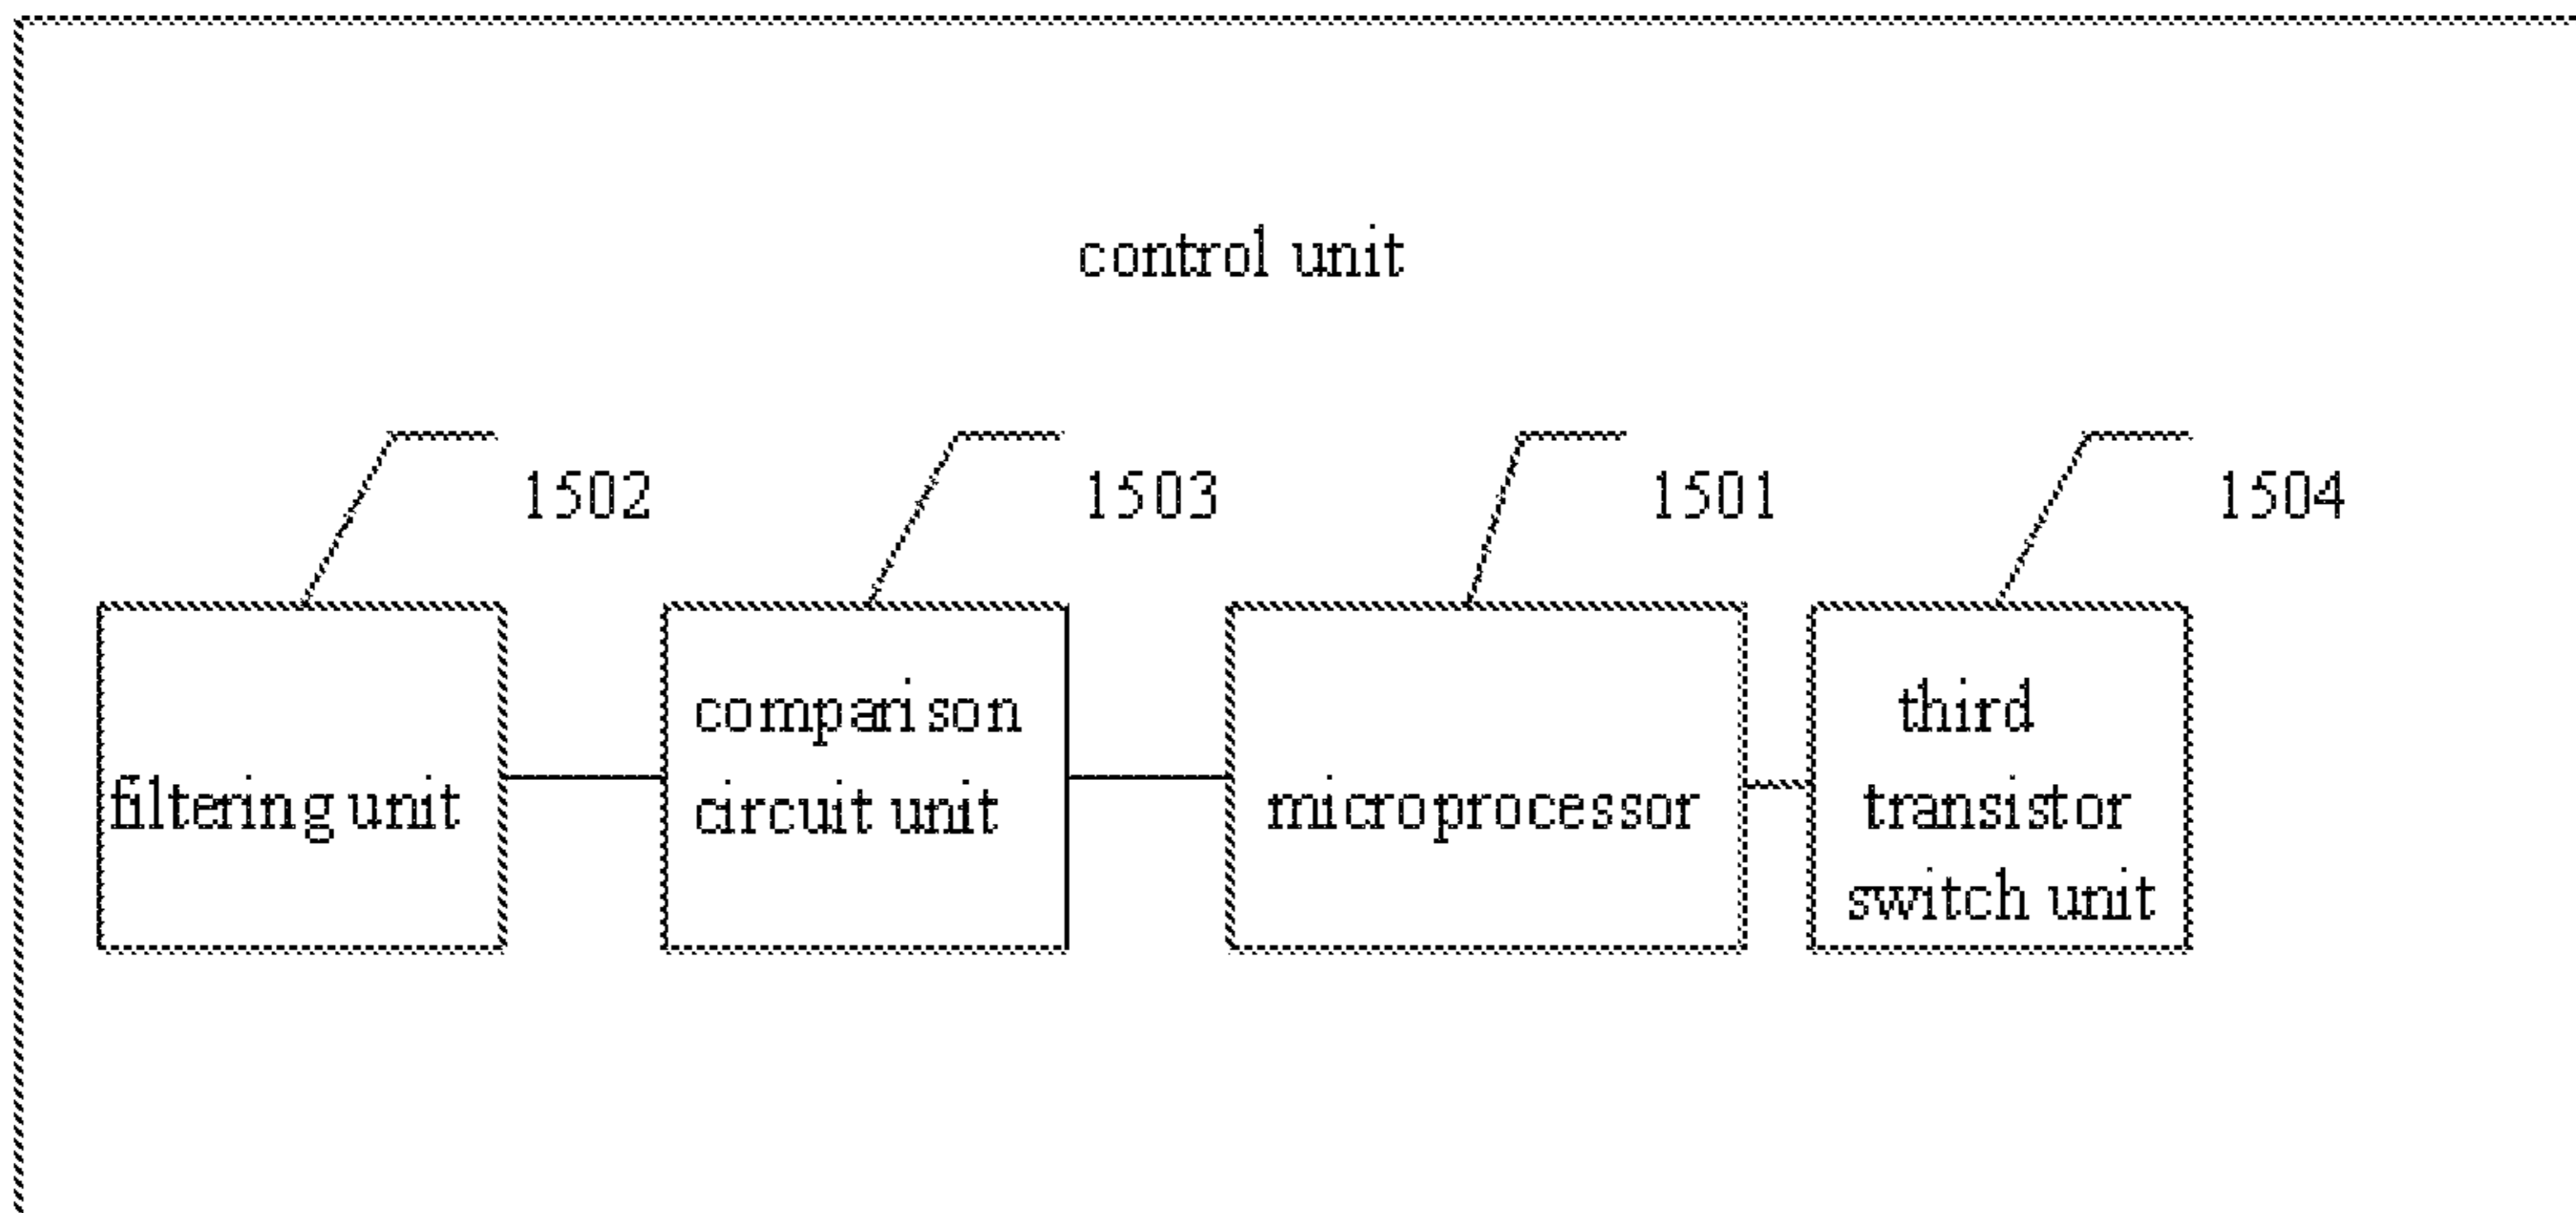 control unit
1502
1503
1501
1504
filtering unit
comparison
circuit unit
microprocessor
third
transistor
switch unit